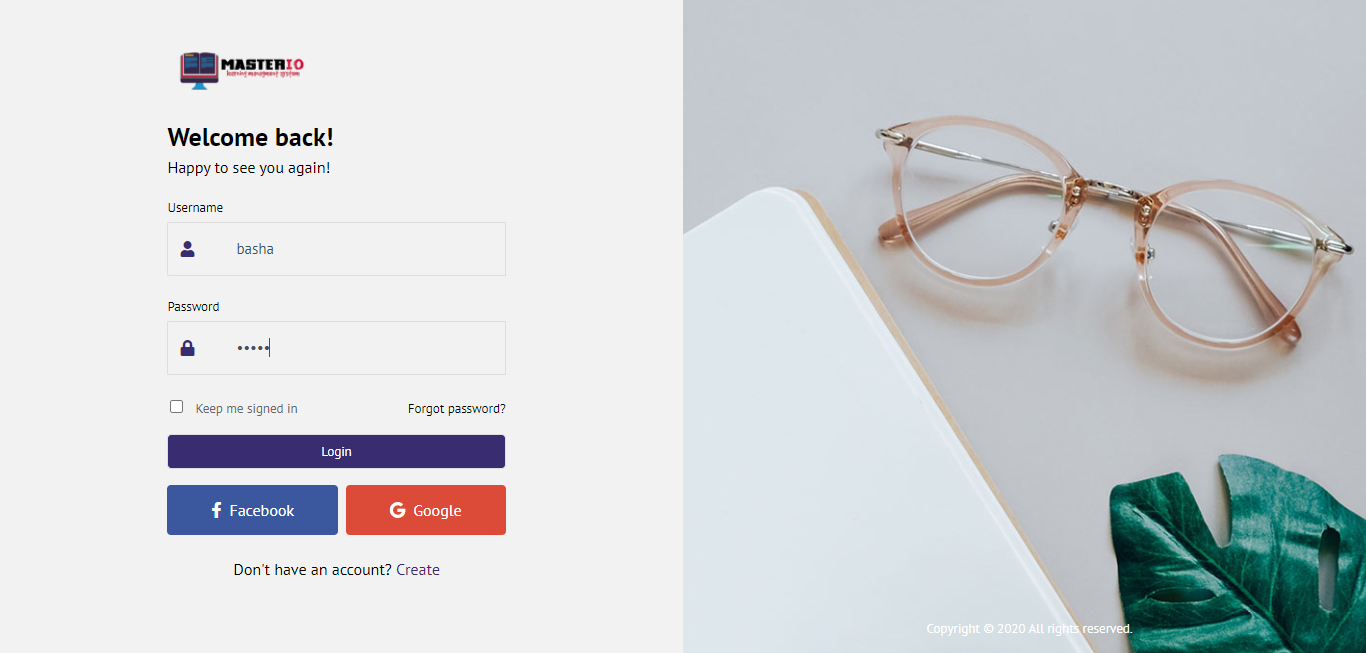 MASTERIO
learning managment system
Welcome back!
Happy to see you again!
Username
basha
Password
•••••
Keep me signed in
Forgot password?
Login
Facebook
Google
Don't have an account? Create
Copyright © 2020 All rights reserved.